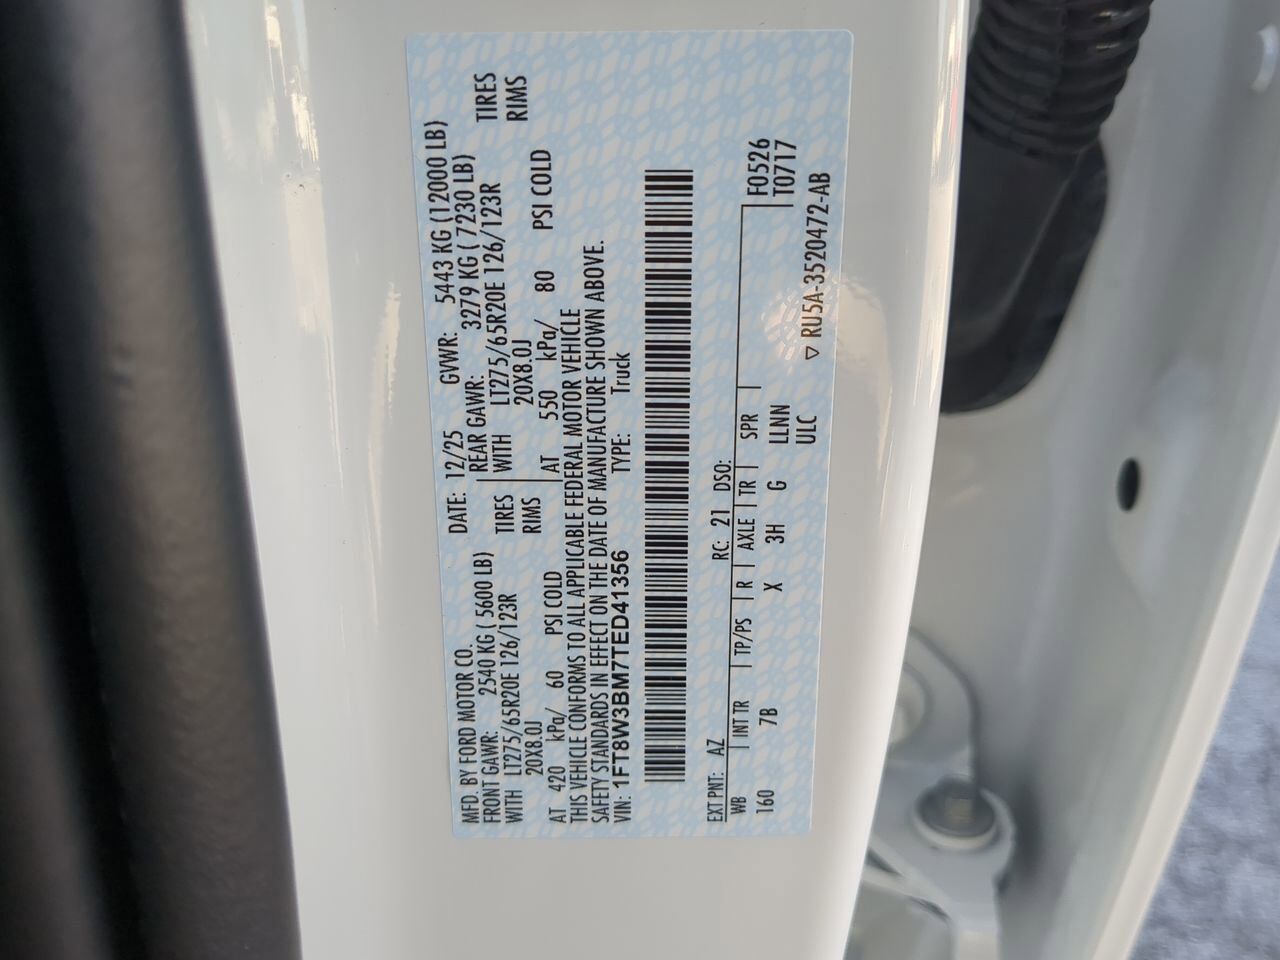 MFD. BY FORD MOTOR CO.
DATE: 12/25 GVWR: 5443 KG (12000 LB)
FRONT GAWR: 2540 KG ( 5600 LB) REAR GAWR: 3279 KG ( 7230 LB)
WITH LT275/65R20E 126/123R TIRES WITH LT275/65R20E 126/123R TIRES
20X8.0J RIMS 20X8.0J RIMS
AT 420 kPa/ 60 PSI COLD AT 550 kPa/ 80 PSI COLD
THIS VEHICLE CONFORMS TO ALL APPLICABLE FEDERAL MOTOR VEHICLE
SAFETY STANDARDS IN EFFECT ON THE DATE OF MANUFACTURE SHOWN ABOVE.
VIN: 1FT8W3BM7TED41356 TYPE: Truck
EXT PNT: AZ RC: 21 DSO:
WB | INT TR | TP/PS | R | AXLE | TR | SPR | F0526
160 7B X 3H G LLNN T0717
ULC ▽ RU5A-3520472-AB